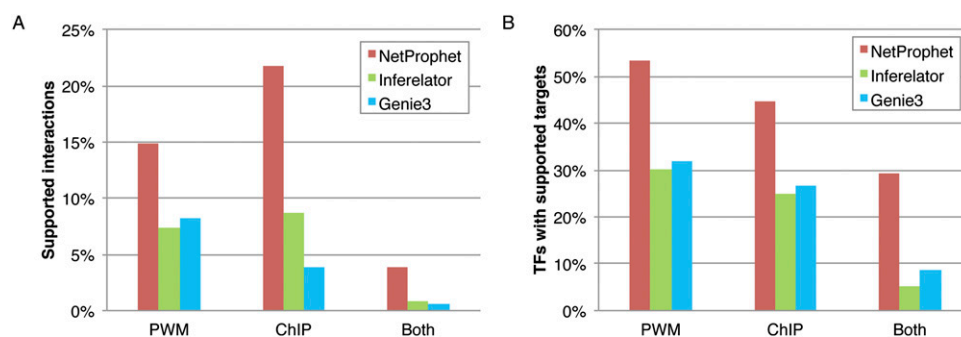 A
Supported interactions
25%
20%
15%
10%
5%
0%
NetProphet
Inferelator
Genie3
PWM ChIP Both
B
TFs with supported targets
60%
50%
40%
30%
20%
10%
0%
NetProphet
Inferelator
Genie3
PWM ChIP Both